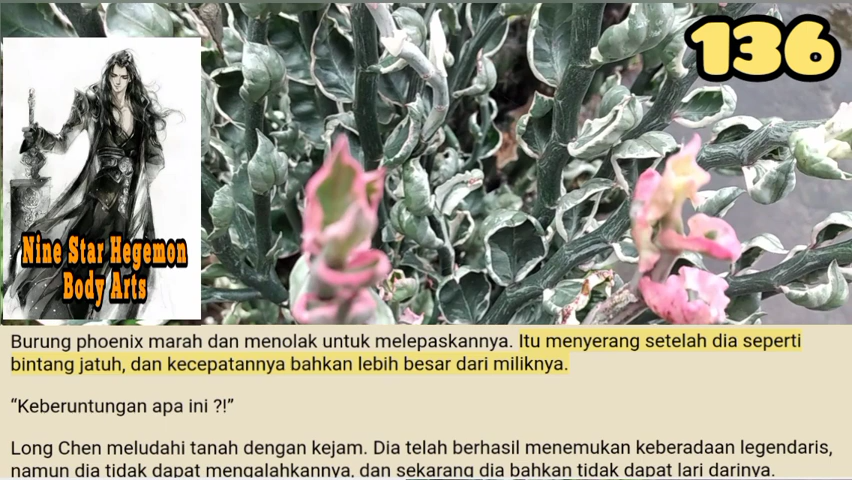 136
Nine Star Hegemon
Body Arts
Burung phoenix marah dan menolak untuk melepaskannya. Itu menyerang setelah dia seperti
bintang jatuh, dan kecepatannya bahkan lebih besar dari miliknya.
“Keberuntungan apa ini ?!”
Long Chen meludahi tanah dengan kejam. Dia telah berhasil menemukan keberadaan legendaris,
namun dia tidak dapat mengalahkannya, dan sekarang dia bahkan tidak dapat lari darinya.